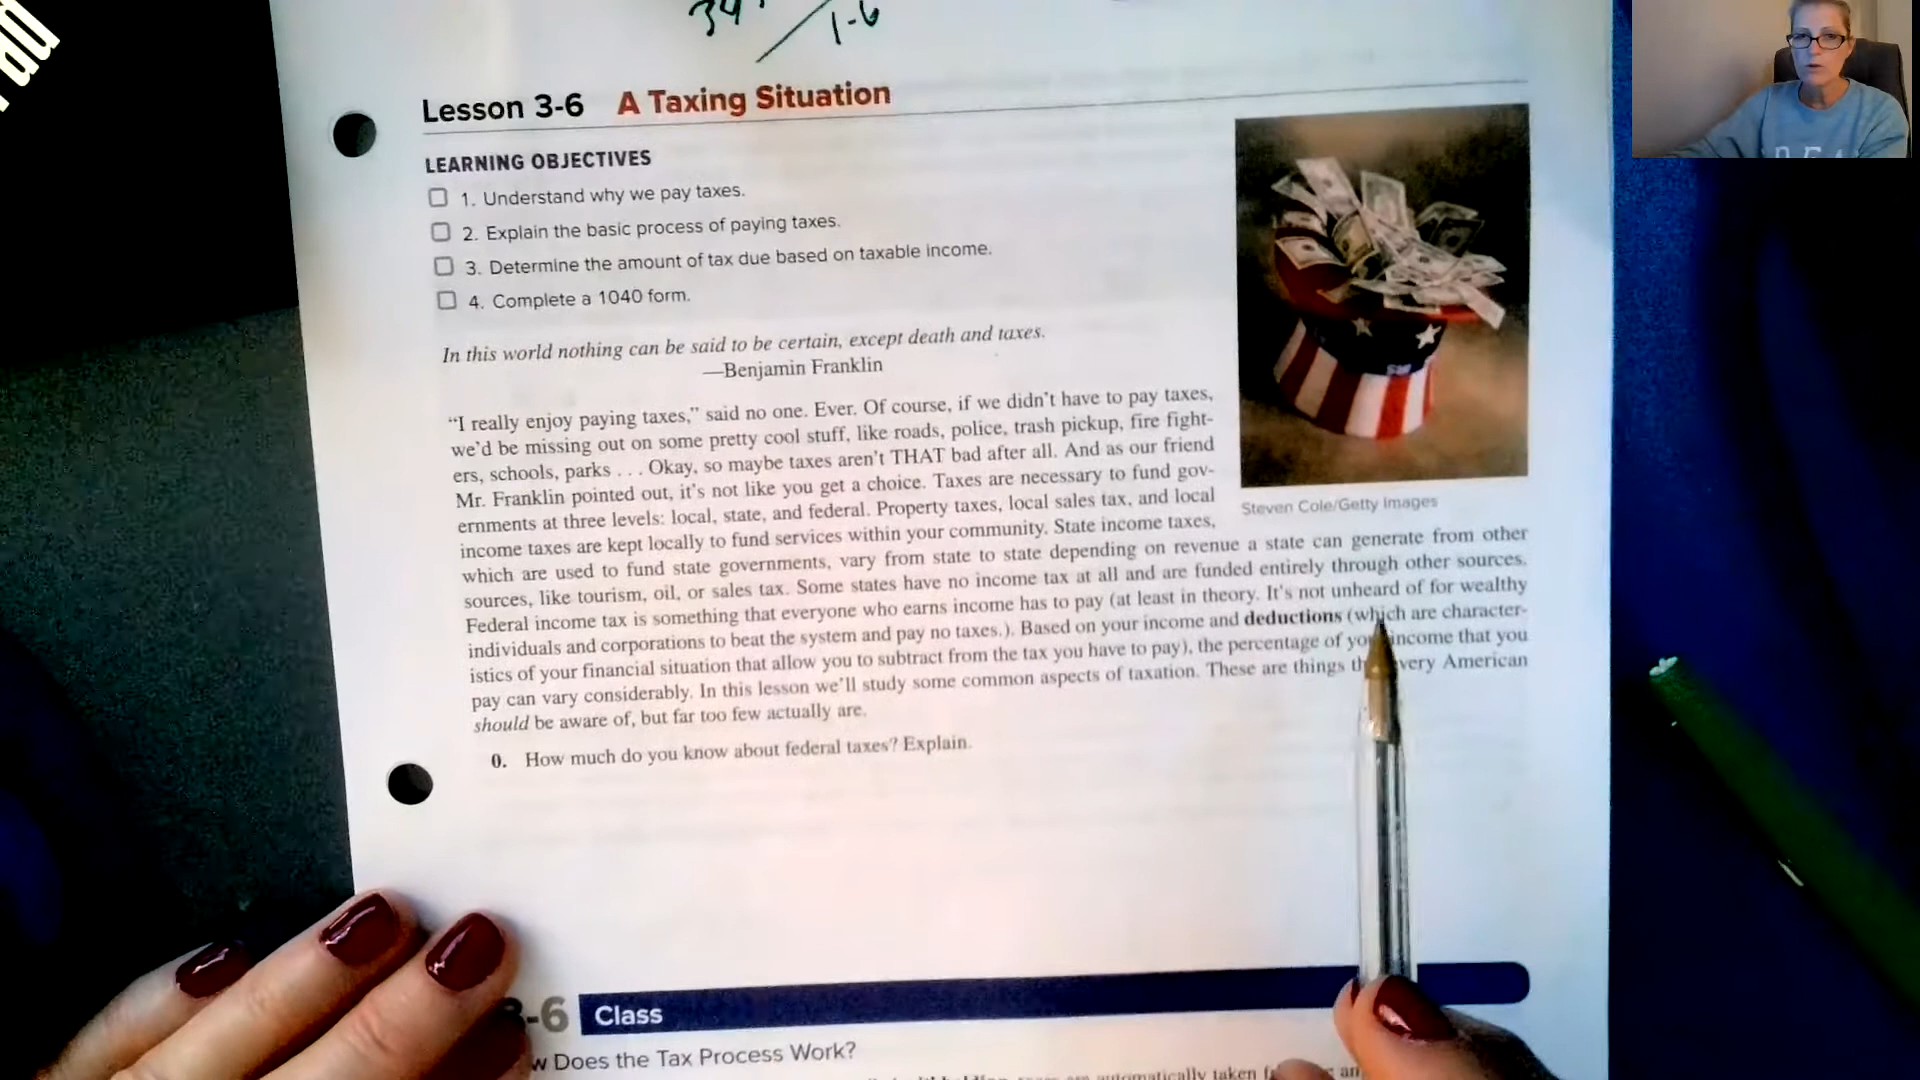 34
1-6
Lesson 3-6 A Taxing Situation
LEARNING OBJECTIVES
1. Understand why we pay taxes.
2. Explain the basic process of paying taxes.
3. Determine the amount of tax due based on taxable income.
4. Complete a 1040 form.
In this world nothing can be said to be certain, except death and taxes.
—Benjamin Franklin
“I really enjoy paying taxes,” said no one. Ever. Of course, if we didn’t have to pay taxes,
we’d be missing out on some pretty cool stuff, like roads, police, trash pickup, fire fight-
ers, schools, parks . . . Okay, so maybe taxes aren’t THAT bad after all. And as our friend
Mr. Franklin pointed out, it’s not like you get a choice. Taxes are necessary to fund gov-
ernments at three levels: local, state, and federal. Property taxes, local sales tax, and local
income taxes are kept locally to fund services within your community. State income taxes,
which are used to fund state governments, vary from state to state depending on revenue a state can generate from other
sources, like tourism, oil, or sales tax. Some states have no income tax at all and are funded entirely through other sources.
Federal income tax is something that everyone who earns income has to pay (at least in theory. It’s not unheard of for wealthy
individuals and corporations to beat the system and pay no taxes.). Based on your income and deductions (which are character-
istics of your financial situation that allow you to subtract from the tax you have to pay), the percentage of your income that you
pay can vary considerably. In this lesson we’ll study some common aspects of taxation. These are things that every American
should be aware of, but far too few actually are.
Steven Cole/Getty Images
0. How much do you know about federal taxes? Explain.
-6 Class
w Does the Tax Process Work?
automatically taken